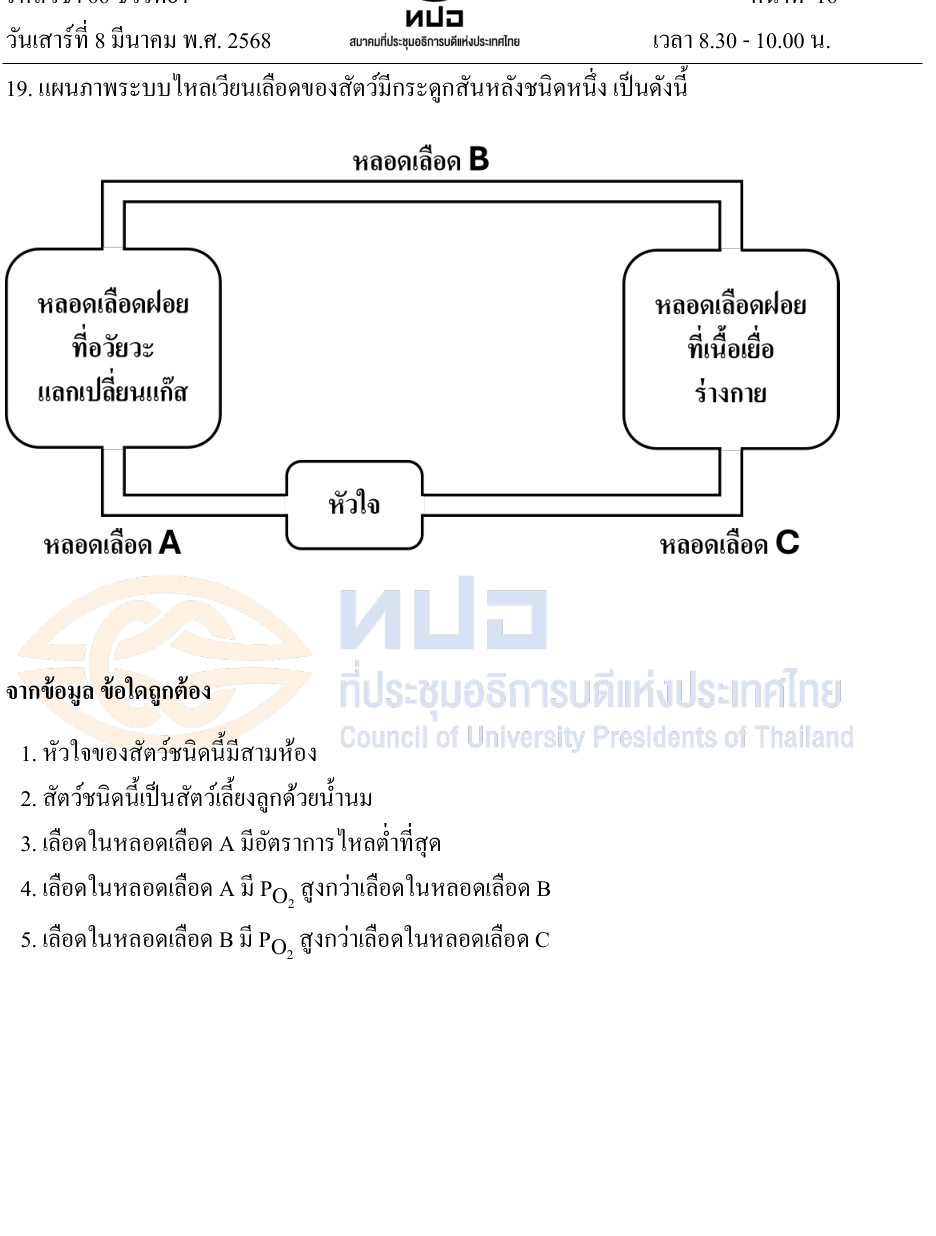 ทปอ
วันเสาร์ที่ 8 มีนาคม พ.ศ. 2568
สมาคมที่ประชุมอธิการบดีแห่งประเทศไทย
เวลา 8.30 - 10.00 น.
19. แผนภาพระบบไหลเวียนเลือดของสัตว์มีกระดูกสันหลังชนิดหนึ่ง เป็นดังนี้
หลอดเลือด B
หลอดเลือดฝอย
ที่อวัยวะ
แลกเปลี่ยนแก๊ส
หลอดเลือดฝอย
ที่เนื้อเยื่อ
ร่างกาย
หัวใจ
หลอดเลือด A
หลอดเลือด C
ทปอ
ที่ประชุมอธิการบดีแห่งประเทศไทย
Council of University Presidents of Thailand
จากข้อมูล ข้อใดถูกต้อง
1. หัวใจของสัตว์ชนิดนี้มีสามห้อง
2. สัตว์ชนิดนี้เป็นสัตว์เลี้ยงลูกด้วยน้ำนม
3. เลือดในหลอดเลือด A มีอัตราการไหลต่ำที่สุด
4. เลือดในหลอดเลือด A มี PO₂ สูงกว่าเลือดในหลอดเลือด B
5. เลือดในหลอดเลือด B มี PO₂ สูงกว่าเลือดในหลอดเลือด C